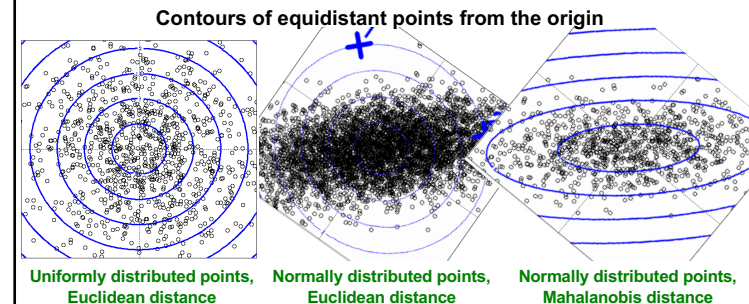 Contours of equidistant points from the origin
Uniformly distributed points,
Euclidean distance
Normally distributed points,
Euclidean distance
Normally distributed points,
Mahalanobis distance